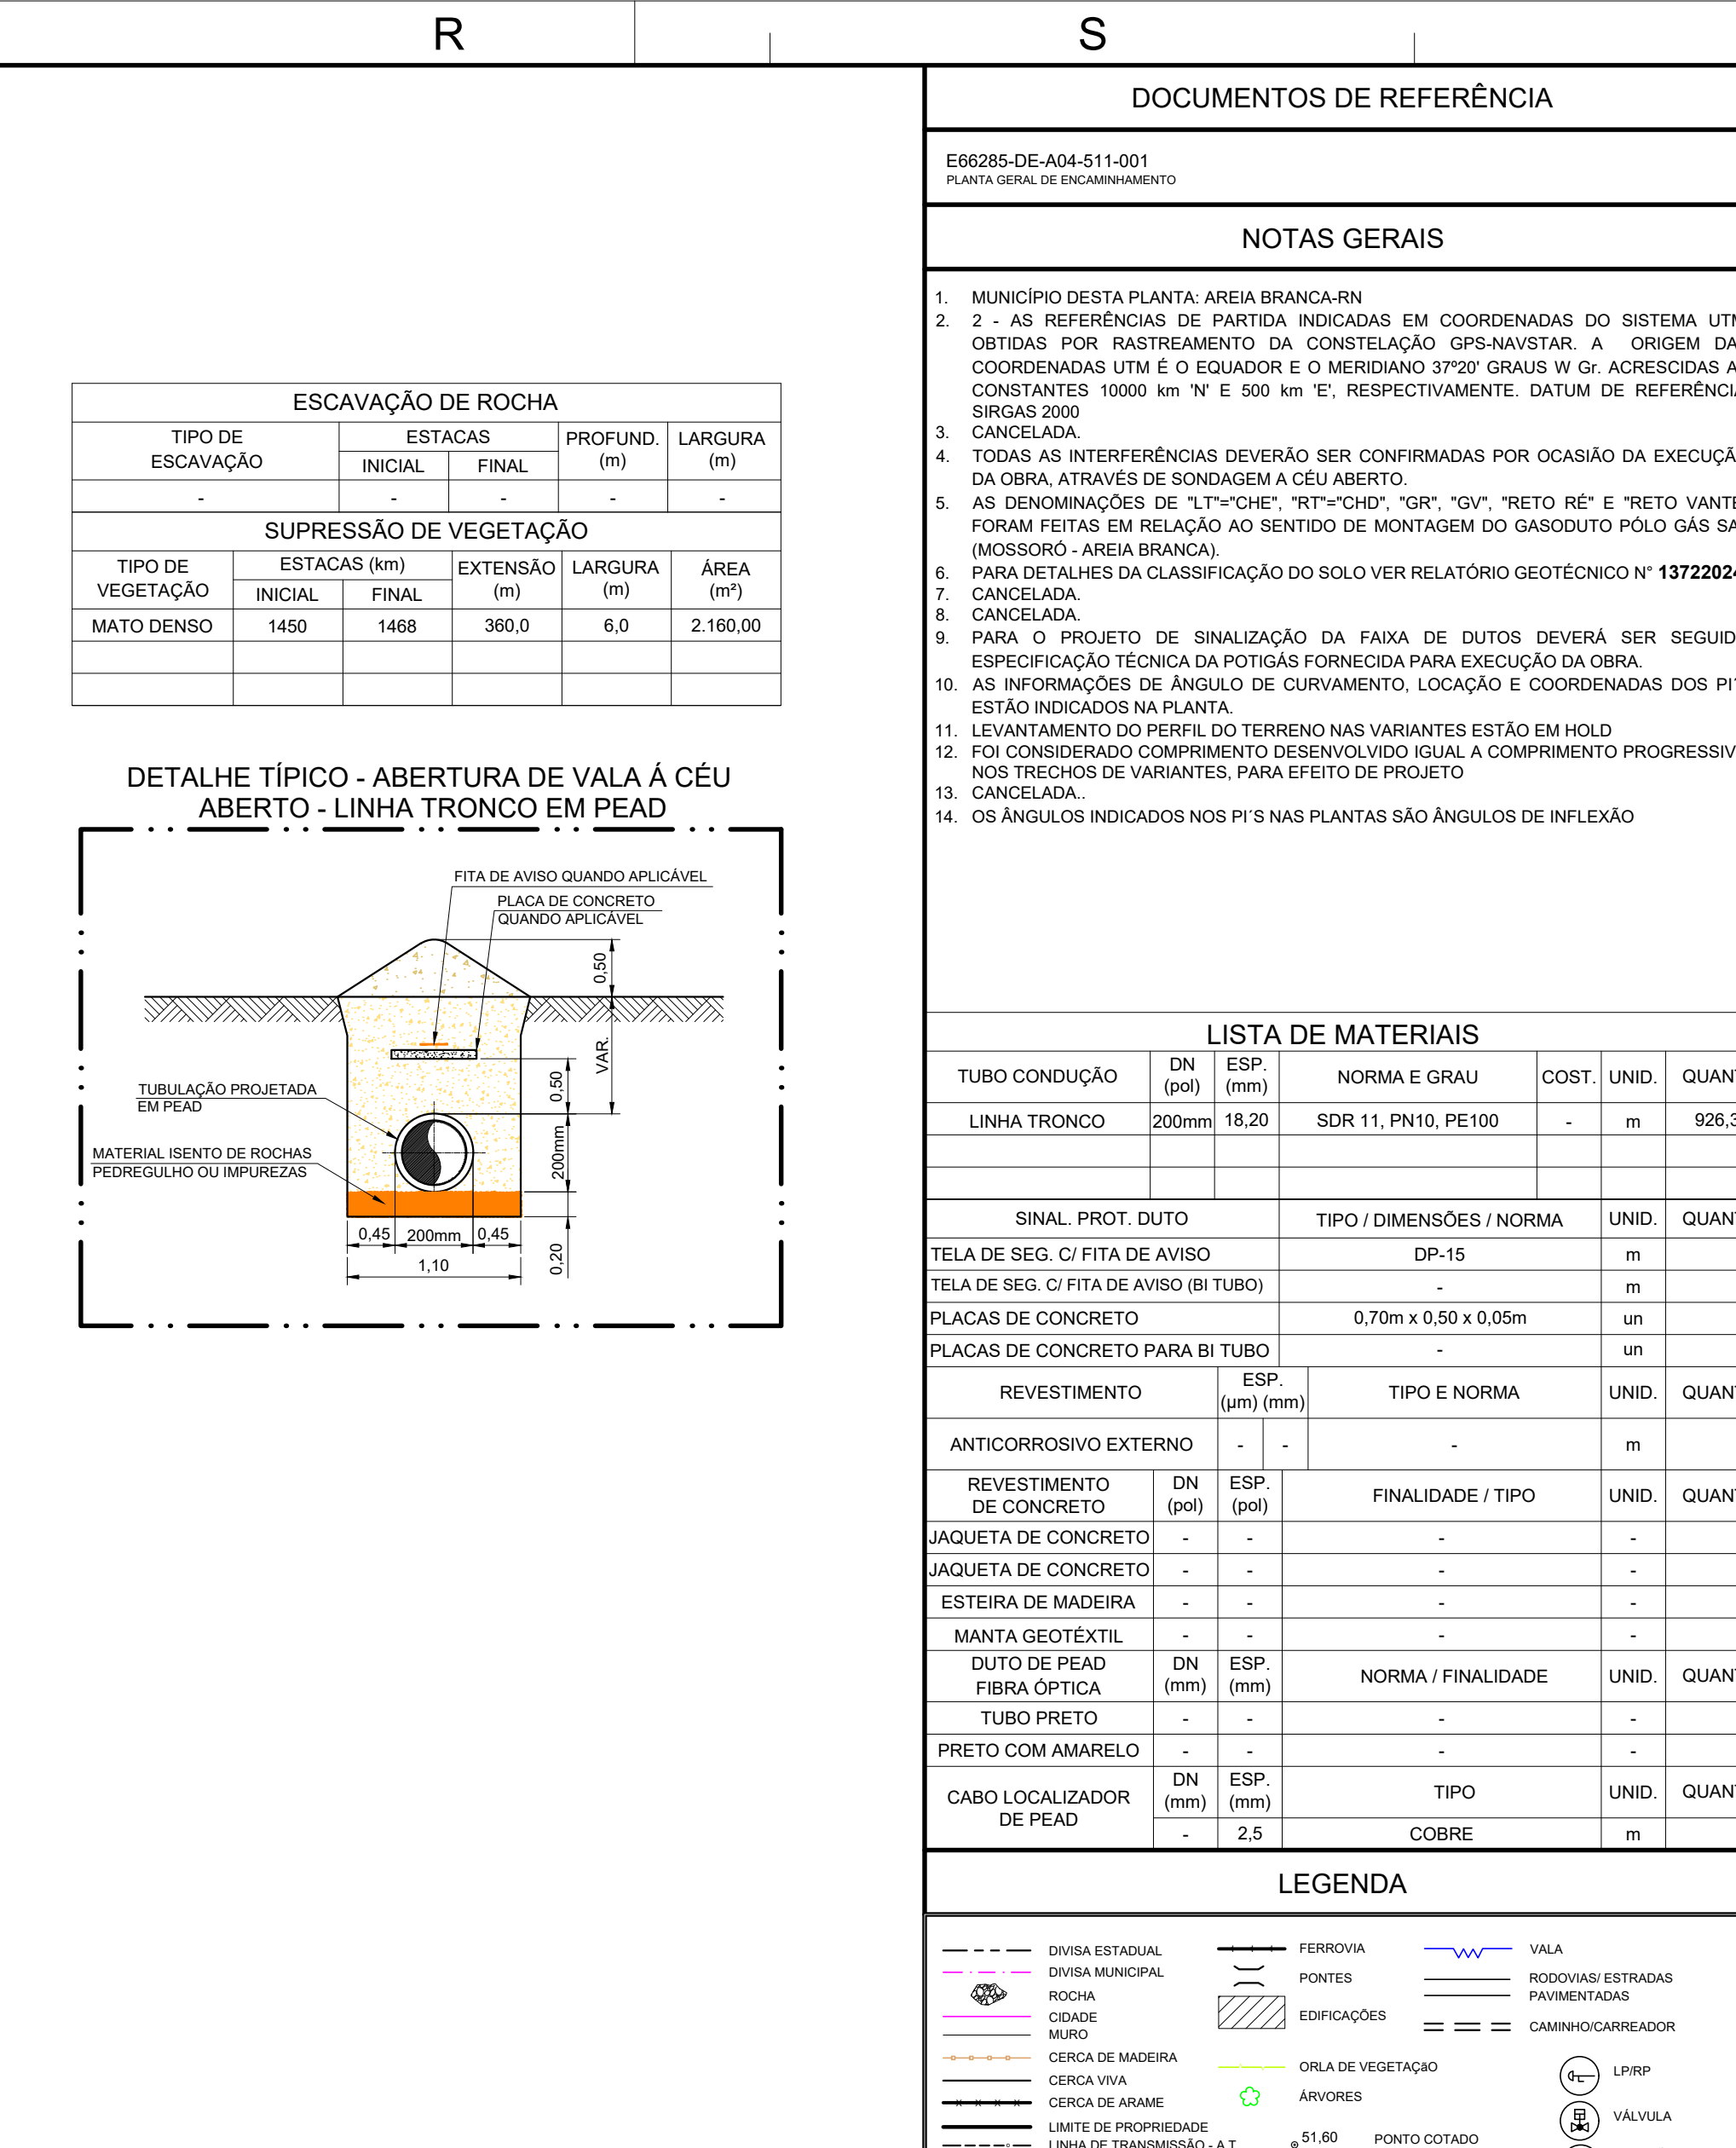 R
S
DOCUMENTOS DE REFERÊNCIA
E66285-DE-A04-511-001
PLANTA GERAL DE ENCAMINHAMENTO
NOTAS GERAIS
1. MUNICÍPIO DESTA PLANTA: AREIA BRANCA-RN
2. 2 - AS REFERÊNCIAS DE PARTIDA INDICADAS EM COORDENADAS DO SISTEMA
OBTIDAS POR RASTREAMENTO DA CONSTELAÇÃO GPS-NAVSTAR. A ORIGEM
COORDENADAS UTM É O EQUADOR E O MERIDIANO 37º20' GRAUS W Gr. ACRESCIDAS
CONSTANTES 10000 km 'N' E 500 km 'E', RESPECTIVAMENTE. DATUM DE
SIRGAS 2000
3. CANCELADA.
4. TODAS AS INTERFERÊNCIAS DEVERÃO SER CONFIRMADAS POR OCASIÃO DA
DA OBRA, ATRAVÉS DE SONDAGEM A CÉU ABERTO.
5. AS DENOMINAÇÕES DE "LT"="CHE", "RT"="CHD", "GR", "GV", "RETO RÉ" E "RETO
FORAM FEITAS EM RELAÇÃO AO SENTIDO DE MONTAGEM DO GASODUTO PÓLO GÁS
(MOSSORÓ - AREIA BRANCA).
6. PARA DETALHES DA CLASSIFICAÇÃO DO SOLO VER RELATÓRIO GEOTÉCNICO N°
7. CANCELADA.
8. CANCELADA.
9. PARA O PROJETO DE SINALIZAÇÃO DA FAIXA DE DUTOS DEVERÁ SER
ESPECIFICAÇÃO TÉCNICA DA POTIGÁS FORNECIDA PARA EXECUÇÃO DA OBRA.
10. AS INFORMAÇÕES DE ÂNGULO DE CURVAMENTO, LOCAÇÃO E COORDENADAS DOS
ESTÃO INDICADOS NA PLANTA.
11. LEVANTAMENTO DO PERFIL DO TERRENO NAS VARIANTES ESTÃO EM HOLD
12. FOI CONSIDERADO COMPRIMENTO DESENVOLVIDO IGUAL A COMPRIMENTO
NOS TRECHOS DE VARIANTES, PARA EFEITO DE PROJETO
13. CANCELADA..
14. OS ÂNGULOS INDICADOS NOS PI´S NAS PLANTAS SÃO ÂNGULOS DE INFLEXÃO
ESCAVAÇÃO DE ROCHA
TIPO DE ESCAVAÇÃO ESTACAS PROFUND. (m) LARGURA (m)
INICIAL FINAL
- - - - -
SUPRESSÃO DE VEGETAÇÃO
TIPO DE VEGETAÇÃO ESTACAS (km) EXTENSÃO (m) LARGURA (m) ÁREA (m²)
INICIAL FINAL
MATO DENSO 1450 1468 360,0 6,0 2.160,00
DETALHE TÍPICO - ABERTURA DE VALA Á CÉU
ABERTO - LINHA TRONCO EM PEAD
FITA DE AVISO QUANDO APLICÁVEL
PLACA DE CONCRETO
QUANDO APLICÁVEL
0,50
VAR.
0,50
TUBULAÇÃO PROJETADA
EM PEAD
200mm
MATERIAL ISENTO DE ROCHAS
PEDREGULHO OU IMPUREZAS
0,45 200mm 0,45
0,20
1,10
LISTA DE MATERIAIS
TUBO CONDUÇÃO DN (pol) ESP. (mm) NORMA E GRAU COST. UNID.
LINHA TRONCO 200mm 18,20 SDR 11, PN10, PE100 - m
SINAL. PROT. DUTO TIPO / DIMENSÕES / NORMA UNID.
TELA DE SEG. C/ FITA DE AVISO DP-15 m
TELA DE SEG. C/ FITA DE AVISO (BI TUBO) - m
PLACAS DE CONCRETO 0,70m x 0,50 x 0,05m un
PLACAS DE CONCRETO PARA BI TUBO - un
REVESTIMENTO ESP. (µm) (mm) TIPO E NORMA UNID.
ANTICORROSIVO EXTERNO - - - m
REVESTIMENTO DE CONCRETO DN (pol) ESP. (pol) FINALIDADE / TIPO UNID.
JAQUETA DE CONCRETO - - - -
JAQUETA DE CONCRETO - - - -
ESTEIRA DE MADEIRA - - - -
MANTA GEOTÉXTIL - - - -
DUTO DE PEAD FIBRA ÓPTICA DN (mm) ESP. (mm) NORMA / FINALIDADE UNID.
TUBO PRETO - - - -
PRETO COM AMARELO - - - -
CABO LOCALIZADOR DE PEAD DN (mm) ESP. (mm) TIPO UNID.
- 2,5 COBRE m
LEGENDA
DIVISA ESTADUAL
DIVISA MUNICIPAL
ROCHA
CIDADE
MURO
CERCA DE MADEIRA
CERCA VIVA
CERCA DE ARAME
LIMITE DE PROPRIEDADE
LINHA DE TRANSMISSÃO - A.T.
FERROVIA
PONTES
EDIFICAÇÕES
ORLA DE VEGETAÇãO
ÁRVORES
51,60 PONTO COTADO
VALA
RODOVIAS/ ESTRADAS
PAVIMENTADAS
CAMINHO/CARREADOR
LP/RP
VÁLVULA